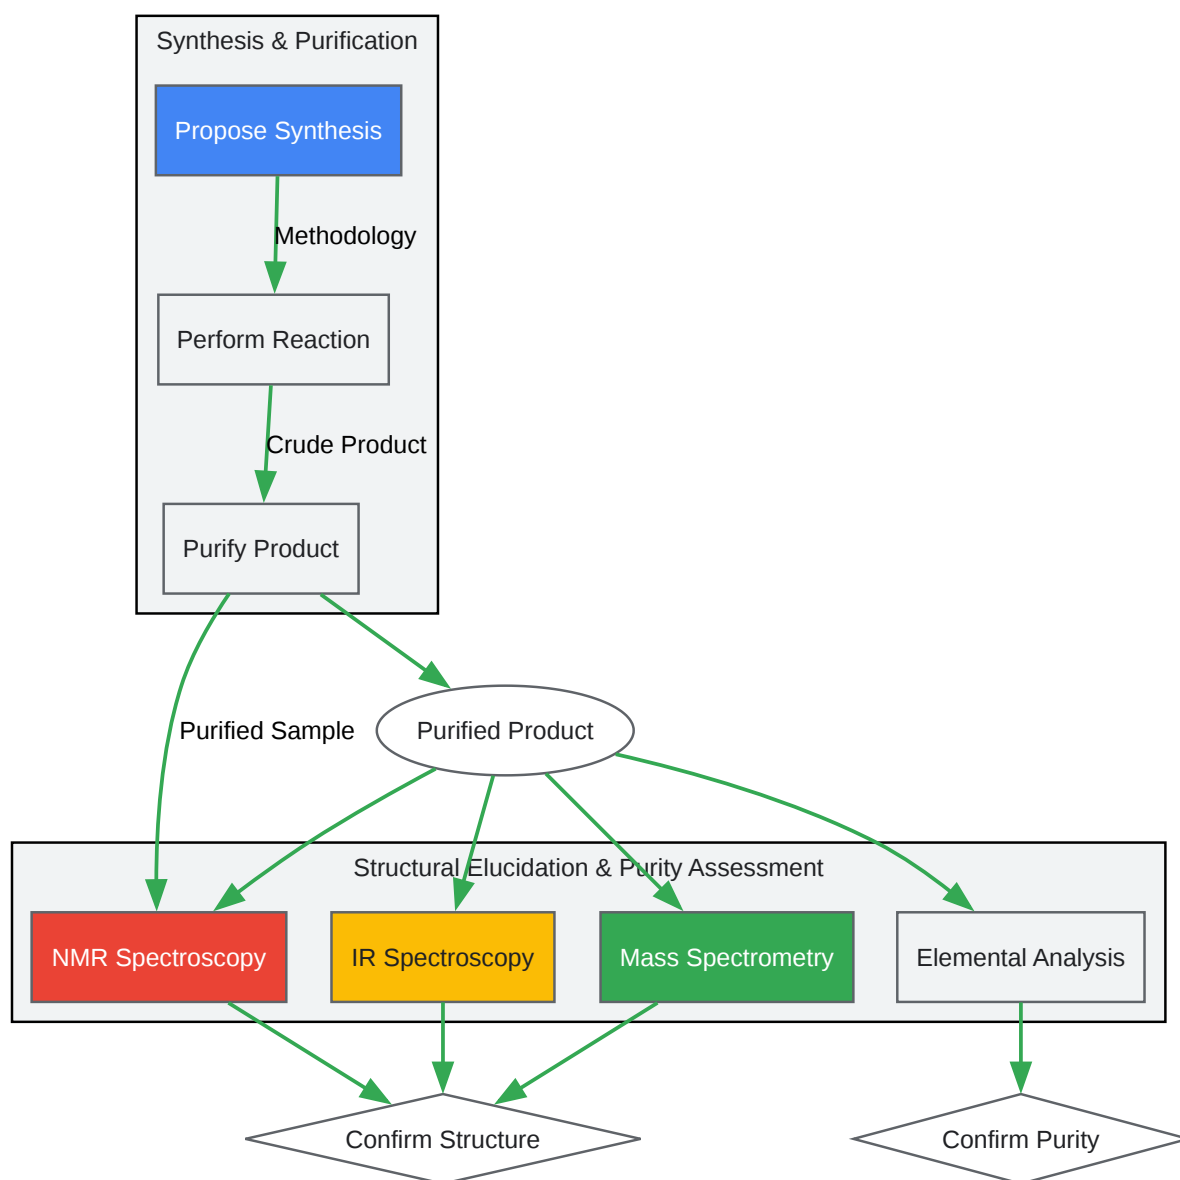 Synthesis & Purification
Propose Synthesis
Methodology
Perform Reaction
Crude Product
Purify Product
Purified Sample
Purified Product
Structural Elucidation & Purity Assessment
NMR Spectroscopy
IR Spectroscopy
Mass Spectrometry
Elemental Analysis
Confirm Structure
Confirm Purity